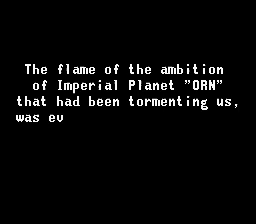 The flame of the ambition
of Imperial Planet "ORN"
that had been tormenting us,
was ev